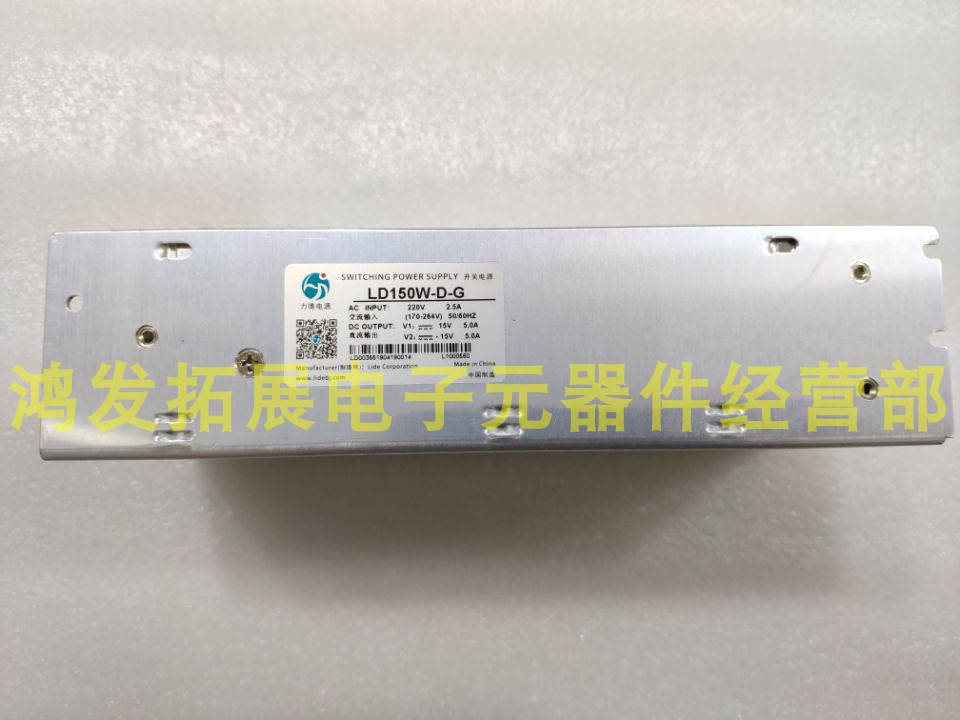 SWITCHING POWER SUPPLY 开关电源
LD150W-D-G
力德电源
AC INPUT: 220V 2.5A
交流输入 (170-264V) 50/60HZ
DC OUTPUT: V1: 15V 5.0A
直流输出 V2: -15V 5.0A
LD003661904190014 L1000560
Manufacturer(制造商): Lide Corporation Made in China
www.lidebj.com 中国制造
鸿发拓展电子元器件经营部